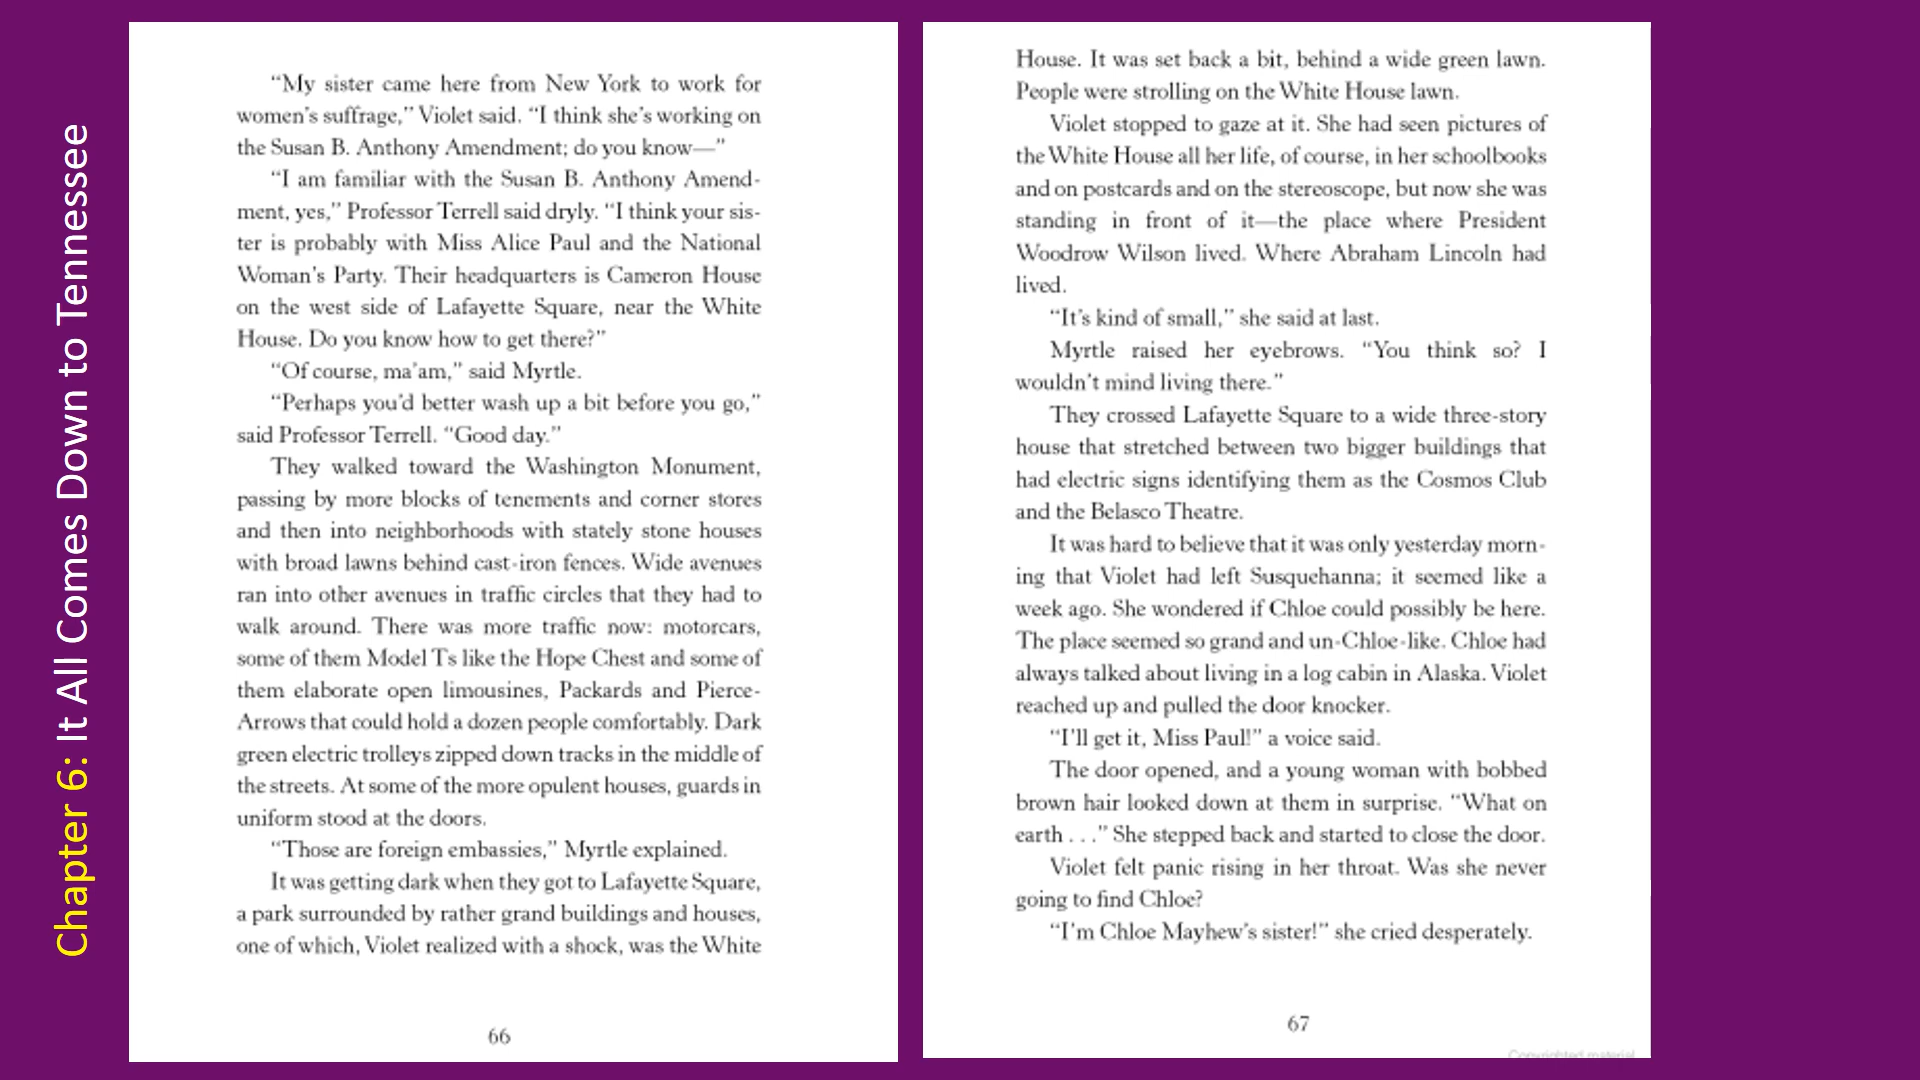 Chapter 6: It All Comes Down to Tennessee
“My sister came here from New York to work for
women’s suffrage,” Violet said. “I think she’s working on
the Susan B. Anthony Amendment; do you know—”
“I am familiar with the Susan B. Anthony Amend-
ment, yes,” Professor Terrell said dryly. “I think your sis-
ter is probably with Miss Alice Paul and the National
Woman’s Party. Their headquarters is Cameron House
on the west side of Lafayette Square, near the White
House. Do you know how to get there?”
“Of course, ma’am,” said Myrtle.
“Perhaps you’d better wash up a bit before you go,”
said Professor Terrell. “Good day.”
They walked toward the Washington Monument,
passing by more blocks of tenements and corner stores
and then into neighborhoods with stately stone houses
with broad lawns behind cast-iron fences. Wide avenues
ran into other avenues in traffic circles that they had to
walk around. There was more traffic now: motorcars,
some of them Model Ts like the Hope Chest and some of
them elaborate open limousines, Packards and Pierce-
Arrows that could hold a dozen people comfortably. Dark
green electric trolleys zipped down tracks in the middle of
the streets. At some of the more opulent houses, guards in
uniform stood at the doors.
“Those are foreign embassies,” Myrtle explained.
It was getting dark when they got to Lafayette Square,
a park surrounded by rather grand buildings and houses,
one of which, Violet realized with a shock, was the White
66
House. It was set back a bit, behind a wide green lawn.
People were strolling on the White House lawn.
Violet stopped to gaze at it. She had seen pictures of
the White House all her life, of course, in her schoolbooks
and on postcards and on the stereoscope, but now she was
standing in front of it—the place where President
Woodrow Wilson lived. Where Abraham Lincoln had
lived.
“It’s kind of small,” she said at last.
Myrtle raised her eyebrows. “You think so? I
wouldn’t mind living there.”
They crossed Lafayette Square to a wide three-story
house that stretched between two bigger buildings that
had electric signs identifying them as the Cosmos Club
and the Belasco Theatre.
It was hard to believe that it was only yesterday morn-
ing that Violet had left Susquehanna; it seemed like a
week ago. She wondered if Chloe could possibly be here.
The place seemed so grand and un-Chloe-like. Chloe had
always talked about living in a log cabin in Alaska. Violet
reached up and pulled the door knocker.
“I’ll get it, Miss Paul!” a voice said.
The door opened, and a young woman with bobbed
brown hair looked down at them in surprise. “What on
earth . . .” She stepped back and started to close the door.
Violet felt panic rising in her throat. Was she never
going to find Chloe?
“I’m Chloe Mayhew’s sister!” she cried desperately.
67
Copyrighted material